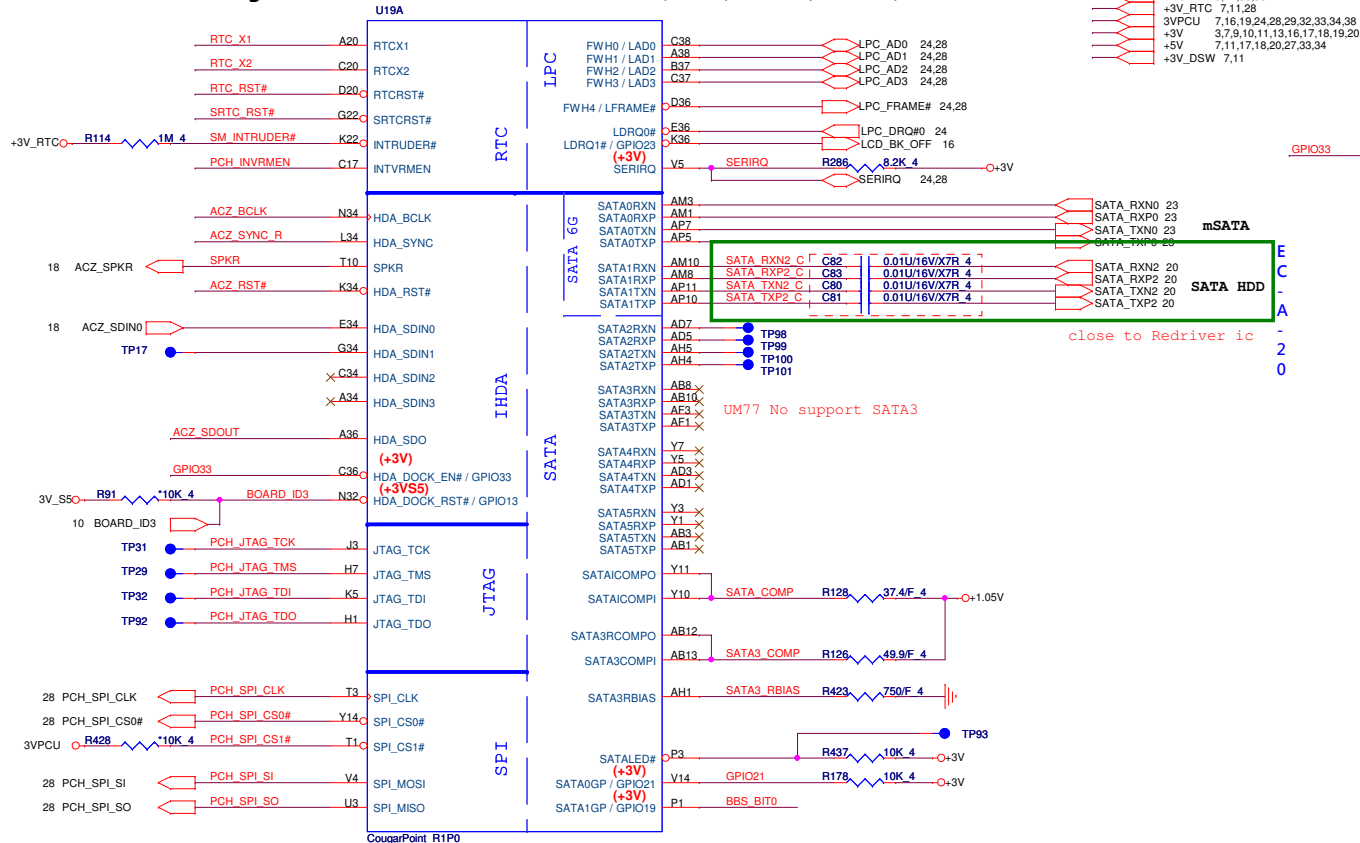 U19A
+3V_RTC 7,11,28
3VPCU 7,16,19,24,28,29,32,33,34,38
+3V 3,7,9,10,11,13,16,17,18,19,20
+5V 7,11,17,18,20,27,33,34
+3V_DSW 7,11
RTC_X1 A20 RTCX1
RTC_X2 C20 RTCX2
RTC_RST# D20 RTCRST#
SRTC_RST# G22 SRTCRST#
+3V_RTC R114 1M_4 SM_INTRUDER# K22 INTRUDER#
PCH_INVRMEN C17 INTVRMEN
RTC
LPC
FWH0 / LAD0 C38 LPC_AD0 24,28
FWH1 / LAD1 A38 LPC_AD1 24,28
FWH2 / LAD2 B37 LPC_AD2 24,28
FWH3 / LAD3 C37 LPC_AD3 24,28
FWH4 / LFRAME# D36 LPC_FRAME# 24,28
LDRQ0# E36 LPC_DRQ#0 24
LDRQ1# / GPIO23 K36 LCD_BK_OFF 16
(+3V)
SERIRQ V5 SERIRQ R286 8.2K_4 +3V
SERIRQ 24,28
GPIO33
ACZ_BCLK N34 HDA_BCLK
ACZ_SYNC_R L34 HDA_SYNC
18 ACZ_SPKR SPKR T10 SPKR
ACZ_RST# K34 HDA_RST#
18 ACZ_SDIN0 E34 HDA_SDIN0
TP17 G34 HDA_SDIN1
C34 HDA_SDIN2
A34 HDA_SDIN3
ACZ_SDOUT A36 HDA_SDO
(+3V)
GPIO33 C36 HDA_DOCK_EN# / GPIO33
(+3VS5)
3V_S5 R91 *10K_4 BOARD_ID3 N32 HDA_DOCK_RST# / GPIO13
10 BOARD_ID3
IHDA
SATA 6G
SATA
SATA0RXN AM3 SATA_RXN0 23
SATA0RXP AM1 SATA_RXP0 23
SATA0TXN AP7 SATA_TXN0 23
SATA0TXP AP5 SATA_TXP0 23
mSATA
SATA1RXN AM10 SATA_RXN2_C C82 0.01U/16V/X7R_4 SATA_RXN2 20
SATA1RXP AM8 SATA_RXP2_C C83 0.01U/16V/X7R_4 SATA_RXP2 20
SATA1TXN AP11 SATA_TXN2_C C80 0.01U/16V/X7R_4 SATA_TXN2 20
SATA1TXP AP10 SATA_TXP2_C C81 0.01U/16V/X7R_4 SATA_TXP2 20
SATA HDD
EC-A-20
close to Redriver ic
SATA2RXN AD7 TP98
SATA2RXP AD5 TP99
SATA2TXN AH5 TP100
SATA2TXP AH4 TP101
SATA3RXN AB8
SATA3RXP AB10
SATA3TXN AF3
SATA3TXP AF1
UM77 No support SATA3
SATA4RXN Y7
SATA4RXP Y5
SATA4TXN AD3
SATA4TXP AD1
SATA5RXN Y3
SATA5RXP Y1
SATA5TXN AB3
SATA5TXP AB1
SATAICOMPO Y11
SATAICOMPI Y10 SATA_COMP R128 37.4/F_4 +1.05V
SATA3RCOMPO AB12
SATA3COMPI AB13 SATA3_COMP R126 49.9/F_4
SATA3RBIAS AH1 SATA3_RBIAS R423 750/F_4
TP93
SATALED# P3 R437 10K_4 +3V
(+3V)
SATA0GP / GPIO21 V14 GPIO21 R178 10K_4 +3V
(+3V)
SATA1GP / GPIO19 P1 BBS_BIT0
TP31 PCH_JTAG_TCK J3 JTAG_TCK
TP29 PCH_JTAG_TMS H7 JTAG_TMS
TP32 PCH_JTAG_TDI K5 JTAG_TDI
TP92 PCH_JTAG_TDO H1 JTAG_TDO
JTAG
28 PCH_SPI_CLK PCH_SPI_CLK T3 SPI_CLK
28 PCH_SPI_CS0# PCH_SPI_CS0# Y14 SPI_CS0#
3VPCU R428 *10K_4 PCH_SPI_CS1# T1 SPI_CS1#
28 PCH_SPI_SI PCH_SPI_SI V4 SPI_MOSI
28 PCH_SPI_SO PCH_SPI_SO U3 SPI_MISO
SPI
CougarPoint_R1P0